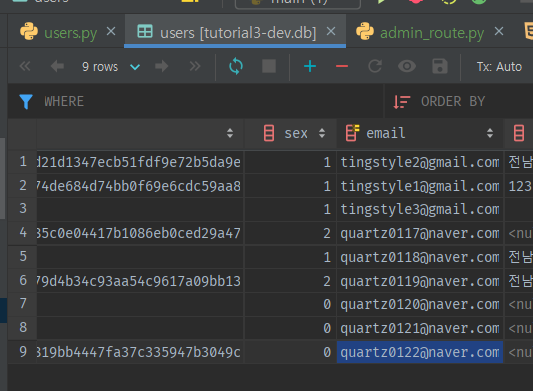 users
main (1)
users.py users [tutorial3-dev.db] admin_route.py
9 rows Tx: Auto
WHERE ORDER BY
sex email
1 d21d1347ecb51fdf9e72b5da9e 1 tingstyle2@gmail.com 전남
2 74de684d74bb0f69e6cdc59aa8 1 tingstyle1@gmail.com 123
3 1 tingstyle3@gmail.com
4 35c0e04417b1086eb0ced29a47 2 quartz0117@naver.com <nu
5 1 quartz0118@naver.com 전남
6 79d4b34c93aa54c9617a09bb13 2 quartz0119@naver.com 전남
7 0 quartz0120@naver.com <nu
8 0 quartz0121@naver.com <nu
9 319bb4447fa37c335947b3049c 0 quartz0122@naver.com <nu